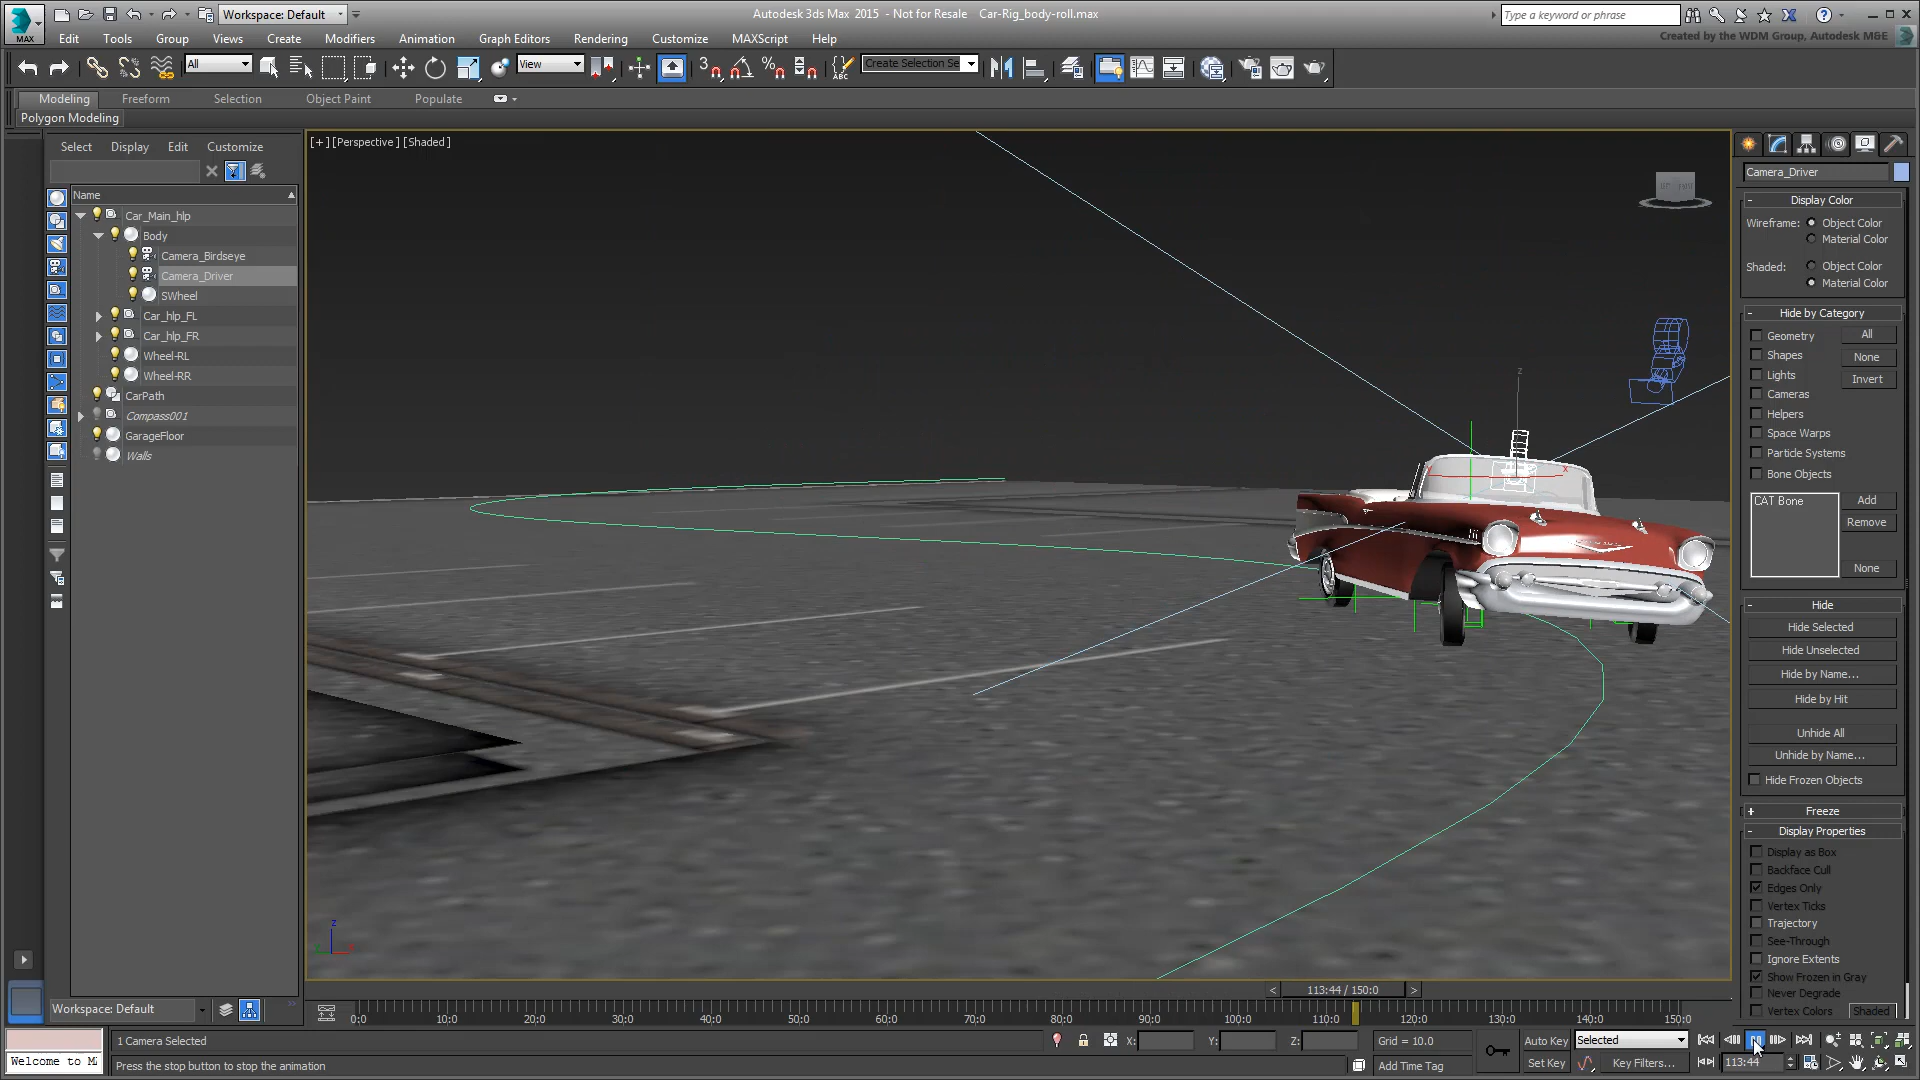 Workspace: Default
Autodesk 3ds Max 2015 - Not for Resale Car-Rig_body-roll.max
Type a keyword or phrase
MAX
Edit Tools Group Views Create Modifiers Animation Graph Editors Rendering Customize MAXScript Help
Created by the WDM Group, Autodesk M&E
All
View
3
ABC
Create Selection Se
Modeling Freeform Selection Object Paint Populate
Polygon Modeling
Select Display Edit Customize
Name
Car_Main_hlp
Body
Camera_Birdseye
Camera_Driver
SWheel
Car_hlp_FL
Car_hlp_FR
Wheel-RL
Wheel-RR
CarPath
Compass001
GarageFloor
Walls
[+] [Perspective] [Shaded]
z
x
z
Camera_Driver
- Display Color
Wireframe: Object Color
Material Color
Shaded: Object Color
Material Color
- Hide by Category
Geometry All
Shapes None
Lights Invert
Cameras
Helpers
Space Warps
Particle Systems
Bone Objects
CAT Bone Add
Remove
None
- Hide
Hide Selected
Hide Unselected
Hide by Name...
Hide by Hit
Unhide All
Unhide by Name...
Hide Frozen Objects
+ Freeze
- Display Properties
Display as Box
Backface Cull
Edges Only
Vertex Ticks
Trajectory
See-Through
Ignore Extents
Show Frozen in Gray
Never Degrade
Vertex Colors Shaded
< 113:44 / 150:0 >
Workspace: Default
0:0 10:0 20:0 30:0 40:0 50:0 60:0 70:0 80:0 90:0 100:0 110:0 120:0 130:0 140:0 150:0
1 Camera Selected
X: Y: Z: Grid = 10.0
Auto Key Selected
Welcome to M
Press the stop button to stop the animation
Add Time Tag
Set Key Key Filters...
113:44